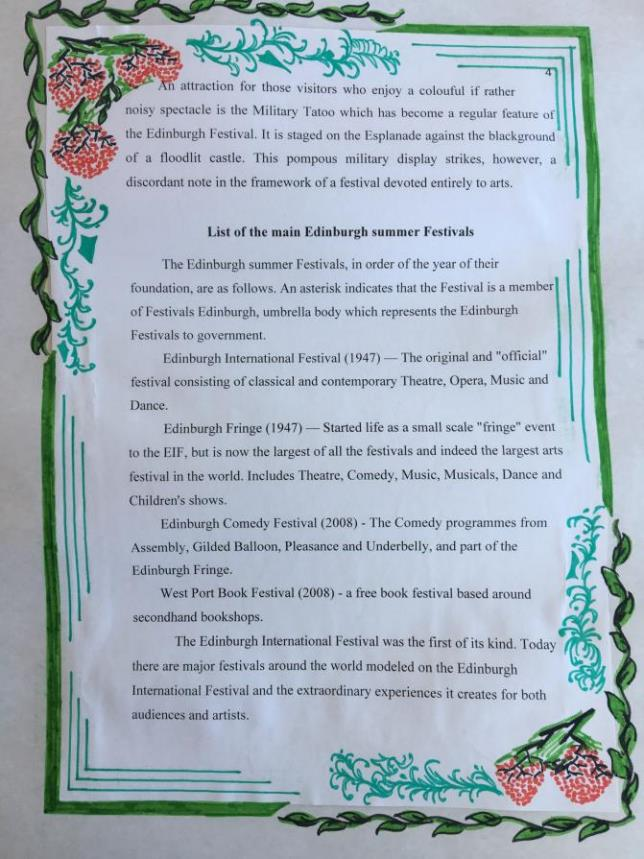 4
An attraction for those visitors who enjoy a colouful if rather
noisy spectacle is the Military Tatoo which has become a regular feature of
the Edinburgh Festival. It is staged on the Esplanade against the blackground
of a floodlit castle. This pompous military display strikes, however, a
discordant note in the framework of a festival devoted entirely to arts.
List of the main Edinburgh summer Festivals
The Edinburgh summer Festivals, in order of the year of their
foundation, are as follows. An asterisk indicates that the Festival is a member
of Festivals Edinburgh, umbrella body which represents the Edinburgh
Festivals to government.
Edinburgh International Festival (1947) — The original and "official"
festival consisting of classical and contemporary Theatre, Opera, Music and
Dance.
Edinburgh Fringe (1947) — Started life as a small scale "fringe" event
to the EIF, but is now the largest of all the festivals and indeed the largest arts
festival in the world. Includes Theatre, Comedy, Music, Musicals, Dance and
Children's shows.
Edinburgh Comedy Festival (2008) - The Comedy programmes from
Assembly, Gilded Balloon, Pleasance and Underbelly, and part of the
Edinburgh Fringe.
West Port Book Festival (2008) - a free book festival based around
secondhand bookshops.
The Edinburgh International Festival was the first of its kind. Today
there are major festivals around the world modeled on the Edinburgh
International Festival and the extraordinary experiences it creates for both
audiences and artists.